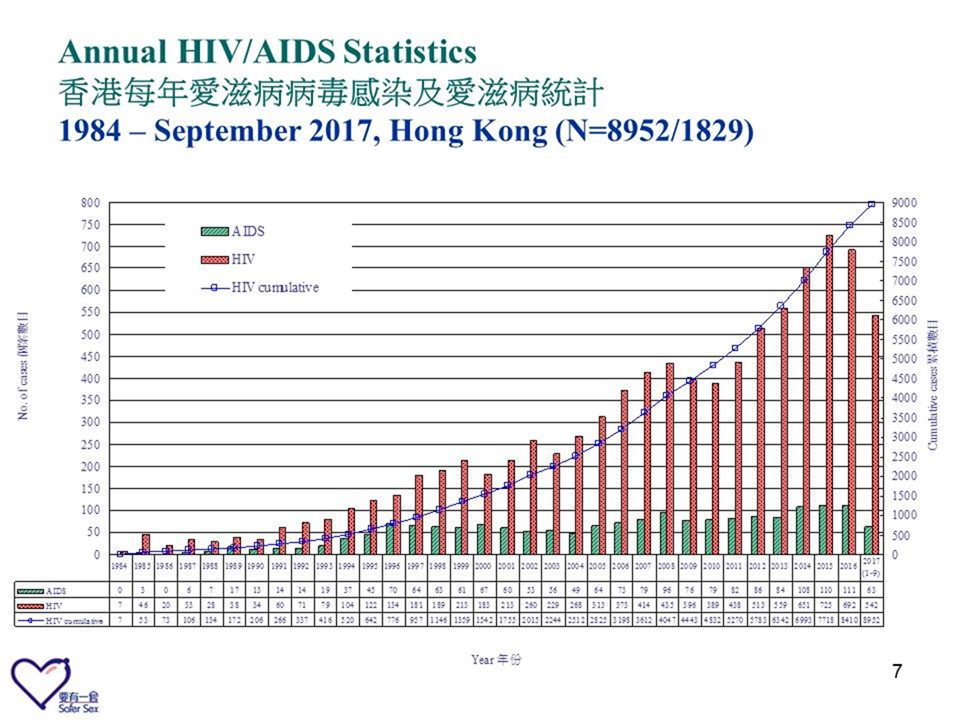 Annual HIV/AIDS Statistics
香港每年愛滋病病毒感染及愛滋病統計
1984 – September 2017, Hong Kong (N=8952/1829)
800 9000
750 8500
700 8000
650 7500
600 7000
550 6500
500 6000
450 5500
400 5000
350 4500
300 4000
250 3500
200 3000
150 2500
100 2000
50 1500
0 1000
500
0
AIDS
HIV
HIV cumulative
No. of cases 個案數目
Cumulative cases 累積數目
1984 1985 1986 1987 1988 1989 1990 1991 1992 1993 1994 1995 1996 1997 1998 1999 2000 2001 2002 2003 2004 2005 2006 2007 2008 2009 2010 2011 2012 2013 2014 2015 2016 2017 (1-9)
AIDS 0 3 0 6 7 17 13 14 14 19 37 45 70 64 63 61 67 60 53 56 49 64 73 79 96 76 79 82 86 84 108 110 111 63
HIV 7 46 20 33 28 38 34 60 71 79 104 122 134 181 189 213 183 213 260 229 268 313 373 414 435 396 389 438 513 559 651 725 692 542
HIV cumulative 7 53 73 106 134 172 206 266 337 416 520 642 776 957 1146 1359 1542 1755 2015 2244 2512 2825 3198 3612 4047 4443 4832 5270 5783 6342 6993 7718 8410 8952
Year 年份
要有一套
Safer Sex
7